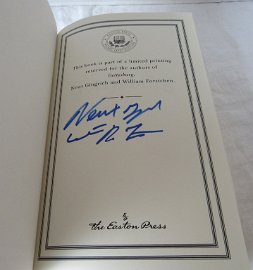 This book is part of a limited printing
reserved for the authors of
Gettysburg,
Newt Gingrich and William Forstchen.
The Easton Press